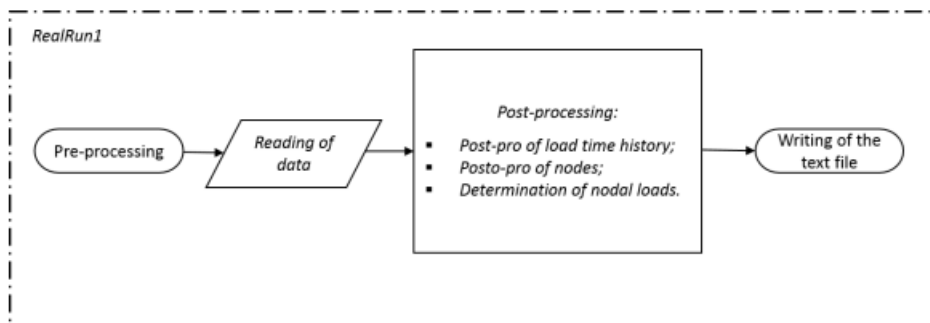 RealRun1
Pre-processing
Reading of
data
Post-processing:
▪ Post-pro of load time history;
▪ Posto-pro of nodes;
▪ Determination of nodal loads.
Writing of the
text file